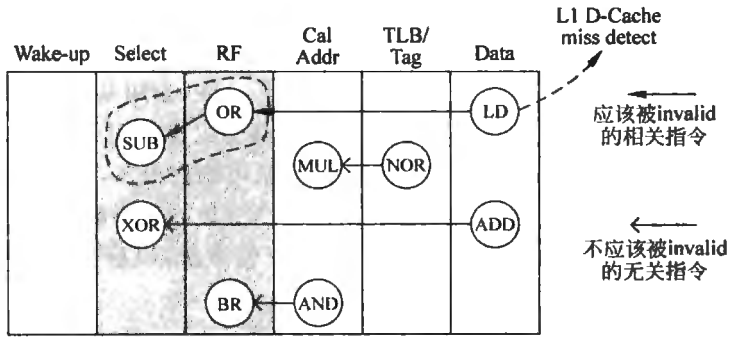 L1 D-Cache
miss detect
Wake-up Select RF Cal Addr TLB/ Tag Data
OR LD
SUB
MUL NOR
XOR ADD
BR AND
应该被invalid
的相关指令
不应该被invalid
的无关指令